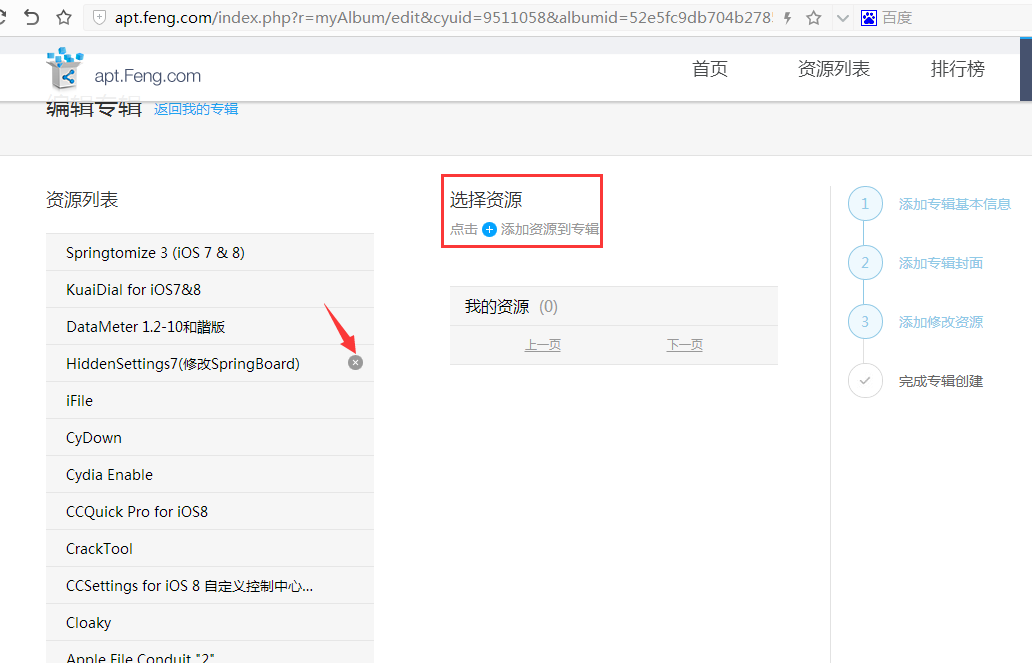 apt.feng.com/index.php?r=myAlbum/edit&cyuid=9511058&albumid=52e5fc9db704b278
百度
apt.Feng.com
首页
资源列表
排行榜
编辑专辑 返回我的专辑
资源列表
Springtomize 3 (iOS 7 & 8)
KuaiDial for iOS7&8
DataMeter 1.2-10和諧版
HiddenSettings7(修改SpringBoard)
iFile
CyDown
Cydia Enable
CCQuick Pro for iOS8
CrackTool
CCSettings for iOS 8 自定义控制中心...
Cloaky
Apple File Conduit "2"
选择资源
点击 + 添加资源到专辑
我的资源 (0)
上一页
下一页
1 添加专辑基本信息
2 添加专辑封面
3 添加修改资源
完成专辑创建